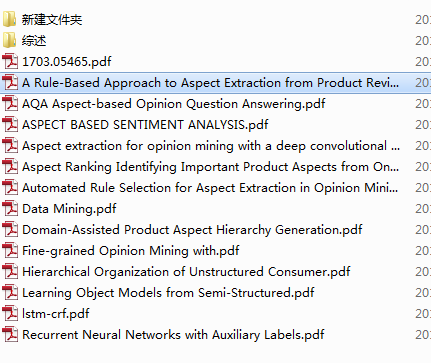 新建文件夹 20
综述 20
1703.05465.pdf 20
A Rule-Based Approach to Aspect Extraction from Product Revi... 20
AQA Aspect-based Opinion Question Answering.pdf 20
ASPECT BASED SENTIMENT ANALYSIS.pdf 20
Aspect extraction for opinion mining with a deep convolutional ... 20
Aspect Ranking Identifying Important Product Aspects from On... 20
Automated Rule Selection for Aspect Extraction in Opinion Mini... 20
Data Mining.pdf 20
Domain-Assisted Product Aspect Hierarchy Generation.pdf 20
Fine-grained Opinion Mining with.pdf 20
Hierarchical Organization of Unstructured Consumer.pdf 20
Learning Object Models from Semi-Structured.pdf 20
lstm-crf.pdf 20
Recurrent Neural Networks with Auxiliary Labels.pdf 20